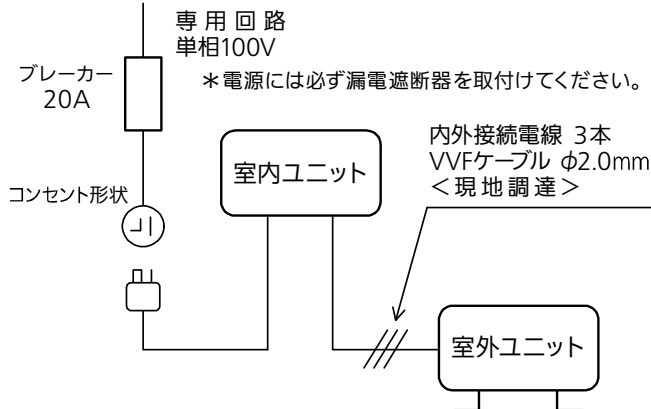 専用回路
単相100V
ブレーカー
20A
＊電源には必ず漏電遮断器を取付けてください。
内外接続電線 3本
VVFケーブル φ2.0mm
＜現地調達＞
室内ユニット
コンセント形状
室外ユニット